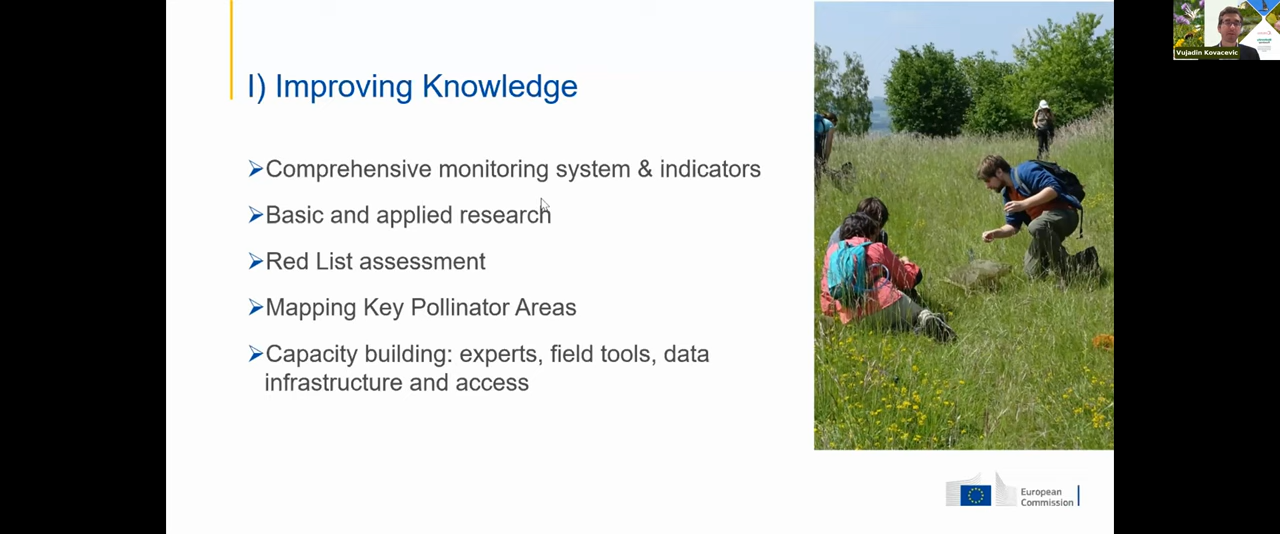 Vujadin Kovacevic
I) Improving Knowledge
➢Comprehensive monitoring system & indicators
➢Basic and applied research
➢Red List assessment
➢Mapping Key Pollinator Areas
➢Capacity building: experts, field tools, data
infrastructure and access
European
Commission